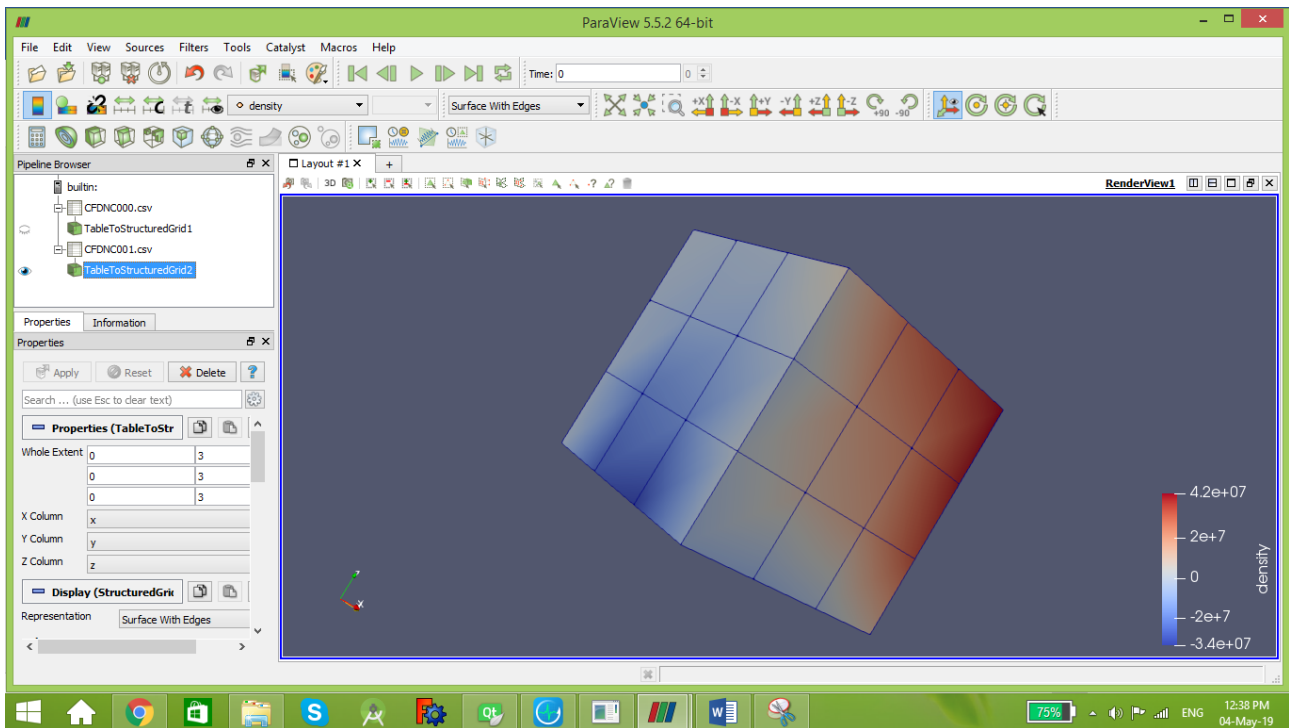 ParaView 5.5.2 64-bit
File Edit View Sources Filters Tools Catalyst Macros Help
Time: 0 0
density Surface With Edges +X -X +Y -Y +Z -Z +90 -90
Pipeline Browser
Layout #1 X +
builtin:
3D
RenderView1
CFDNC000.csv
TableToStructuredGrid1
CFDNC001.csv
TableToStructuredGrid2
Properties Information
Properties
Apply Reset Delete ?
Search ... (use Esc to clear text)
Properties (TableToStr
Whole Extent 0 3
0 3
0 3
X Column x
Y Column y
Z Column z
Display (StructuredGri
Representation Surface With Edges
X
4.2e+07
2e+7
0
-2e+7
-3.4e+07
density
75% ENG 12:38 PM
04-May-19